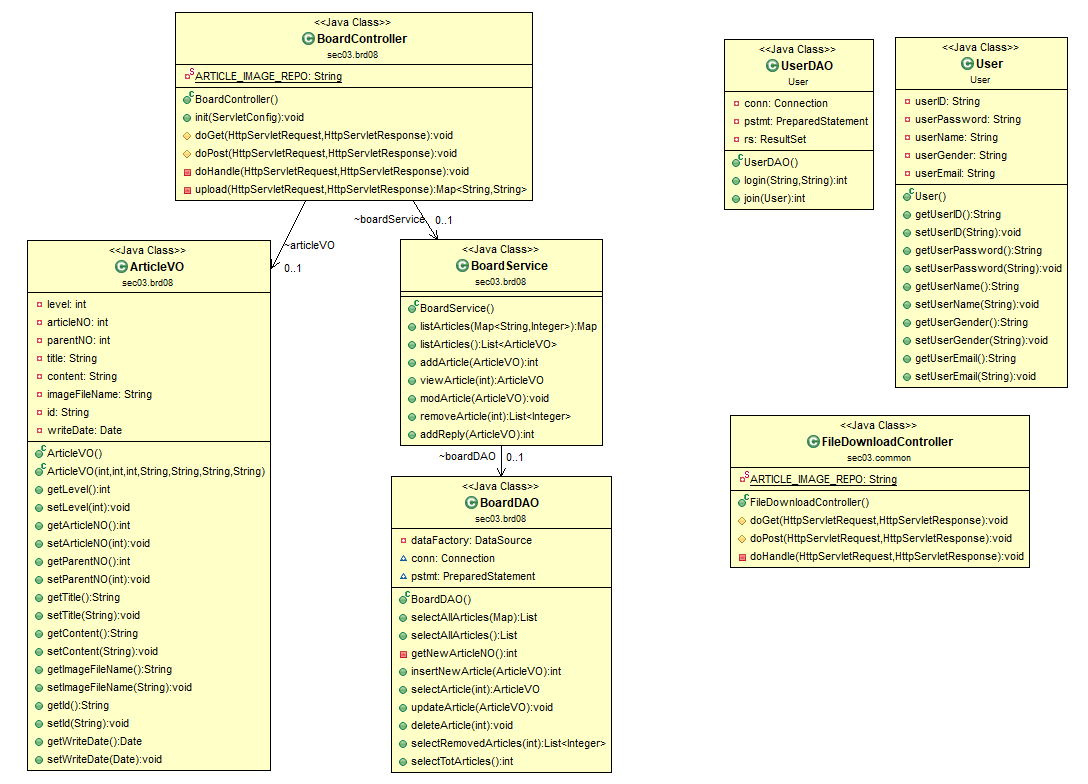 <<Java Class>>
BoardController
sec03.brd08
ARTICLE_IMAGE_REPO: String
BoardController()
init(ServletConfig):void
doGet(HttpServletRequest,HttpServletResponse):void
doPost(HttpServletRequest,HttpServletResponse):void
doHandle(HttpServletRequest,HttpServletResponse):void
upload(HttpServletRequest,HttpServletResponse):Map<String,String>
~articleVO
0..1
~boardService
0..1
<<Java Class>>
ArticleVO
sec03.brd08
level: int
articleNO: int
parentNO: int
title: String
content: String
imageFileName: String
id: String
writeDate: Date
ArticleVO()
ArticleVO(int,int,int,String,String,String,String)
getLevel():int
setLevel(int):void
getArticleNO():int
setArticleNO(int):void
getParentNO():int
setParentNO(int):void
getTitle():String
setTitle(String):void
getContent():String
setContent(String):void
getImageFileName():String
setImageFileName(String):void
getId():String
setId(String):void
getWriteDate():Date
setWriteDate(Date):void
<<Java Class>>
BoardService
sec03.brd08
BoardService()
listArticles(Map<String,Integer>):Map
listArticles():List<ArticleVO>
addArticle(ArticleVO):int
viewArticle(int):ArticleVO
modArticle(ArticleVO):void
removeArticle(int):List<Integer>
addReply(ArticleVO):int
~boardDAO
0..1
<<Java Class>>
BoardDAO
sec03.brd08
dataFactory: DataSource
conn: Connection
pstmt: PreparedStatement
BoardDAO()
selectAllArticles(Map):List
selectAllArticles():List
getNewArticleNO():int
insertNewArticle(ArticleVO):int
selectArticle(int):ArticleVO
updateArticle(ArticleVO):void
deleteArticle(int):void
selectRemovedArticles(int):List<Integer>
selectTotArticles():int
<<Java Class>>
UserDAO
User
conn: Connection
pstmt: PreparedStatement
rs: ResultSet
UserDAO()
login(String,String):int
join(User):int
<<Java Class>>
User
User
userID: String
userPassword: String
userName: String
userGender: String
userEmail: String
User()
getUserID():String
setUserID(String):void
getUserPassword():String
setUserPassword(String):void
getUserName():String
setUserName(String):void
getUserGender():String
setUserGender(String):void
getUserEmail():String
setUserEmail(String):void
<<Java Class>>
FileDownloadController
sec03.common
ARTICLE_IMAGE_REPO: String
FileDownloadController()
doGet(HttpServletRequest,HttpServletResponse):void
doPost(HttpServletRequest,HttpServletResponse):void
doHandle(HttpServletRequest,HttpServletResponse):void